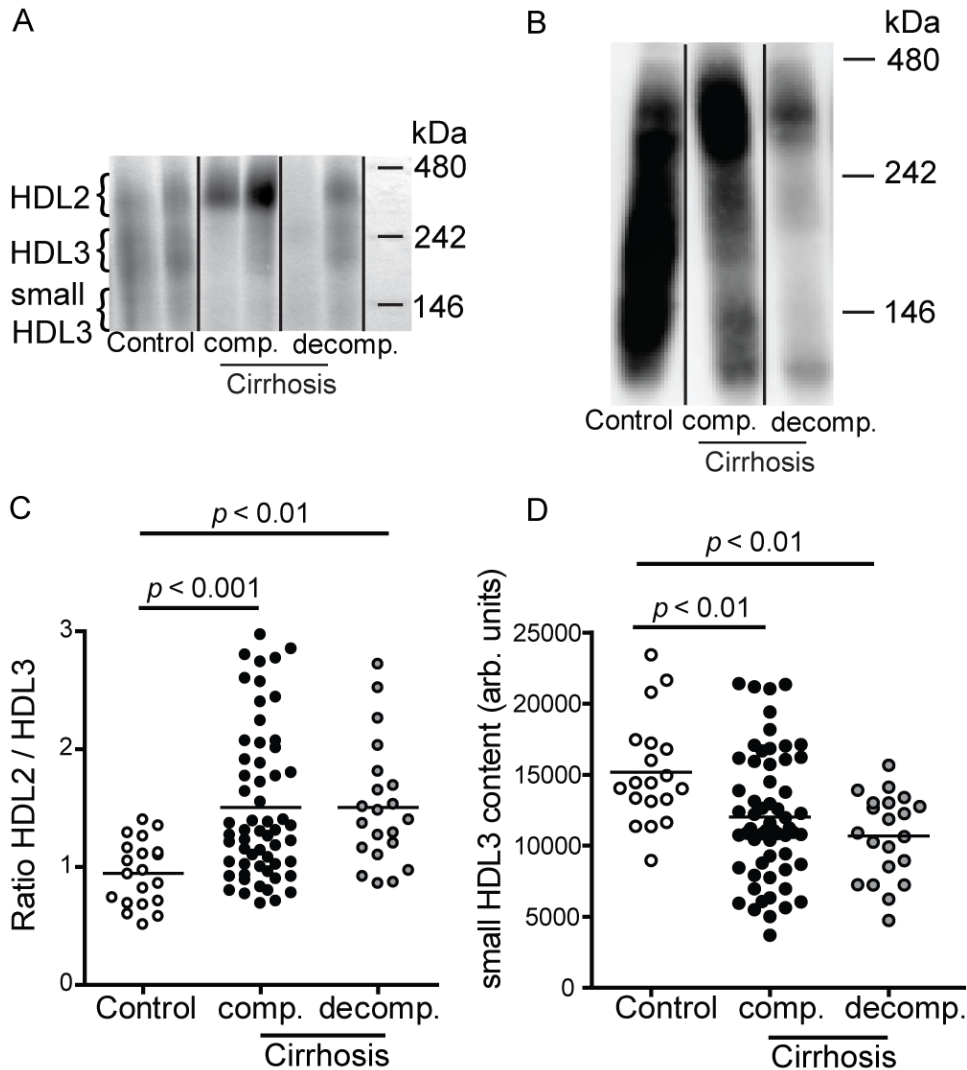 A
kDa
480
HDL2 {
242
HDL3 {
small
HDL3 {
146
Control comp. decomp.
Cirrhosis
B
kDa
480
242
146
Control comp. decomp.
Cirrhosis
C
p < 0.01
p < 0.001
Ratio HDL2 / HDL3
3
2
1
0
Control comp. decomp.
Cirrhosis
D
p < 0.01
p < 0.01
small HDL3 content (arb. units)
25000
20000
15000
10000
5000
0
Control comp. decomp.
Cirrhosis